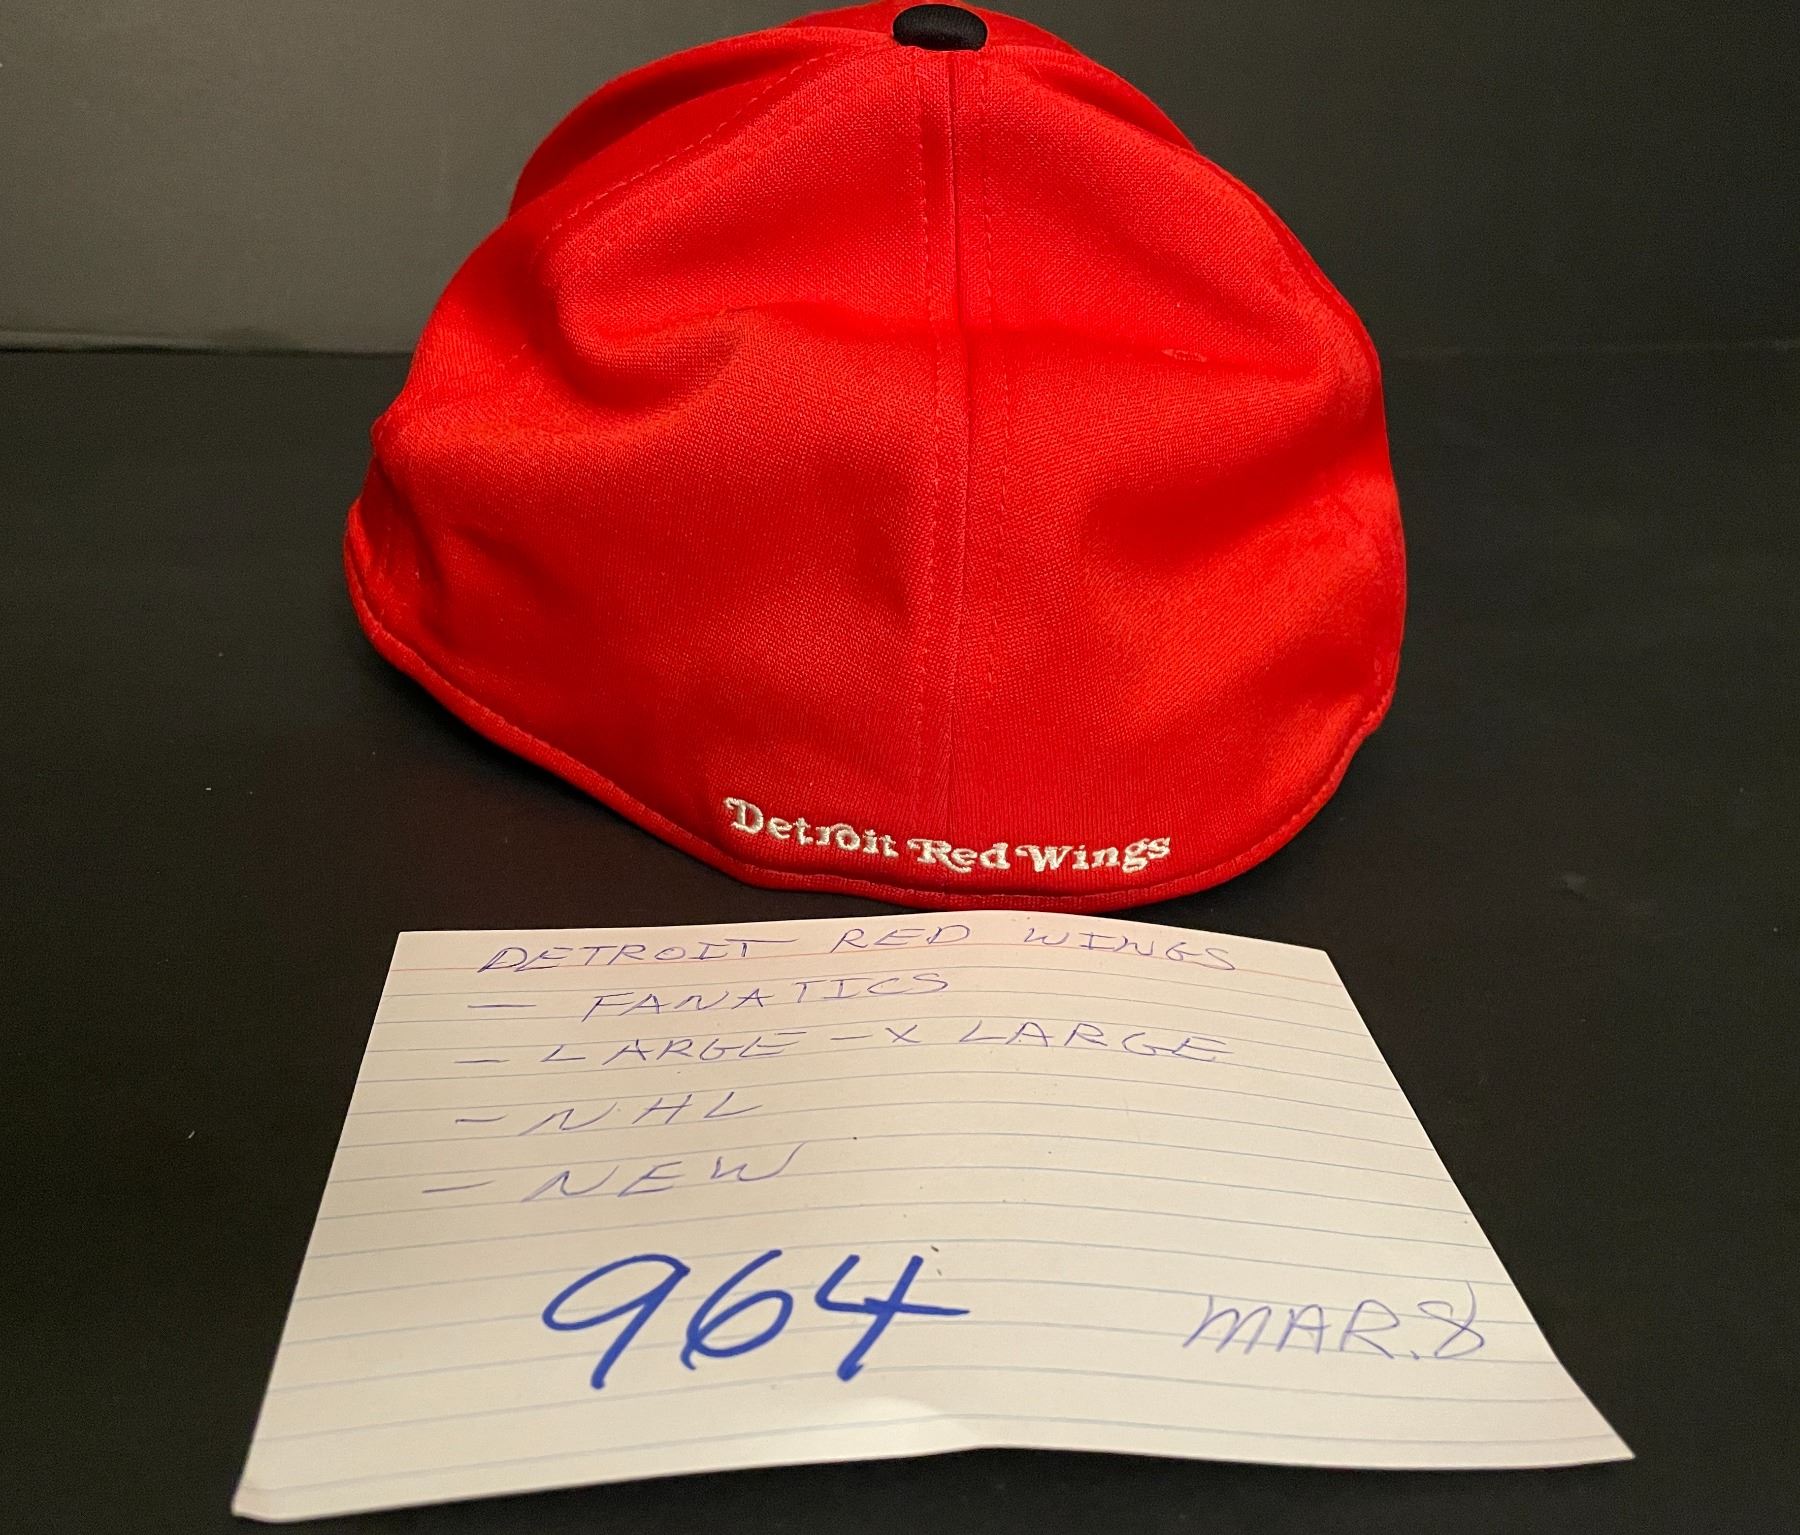 Detroit Red Wings
DETROIT RED WINGS
- FANATICS
- LARGE - X LARGE
- NHL
- NEW
964
MAR. 8